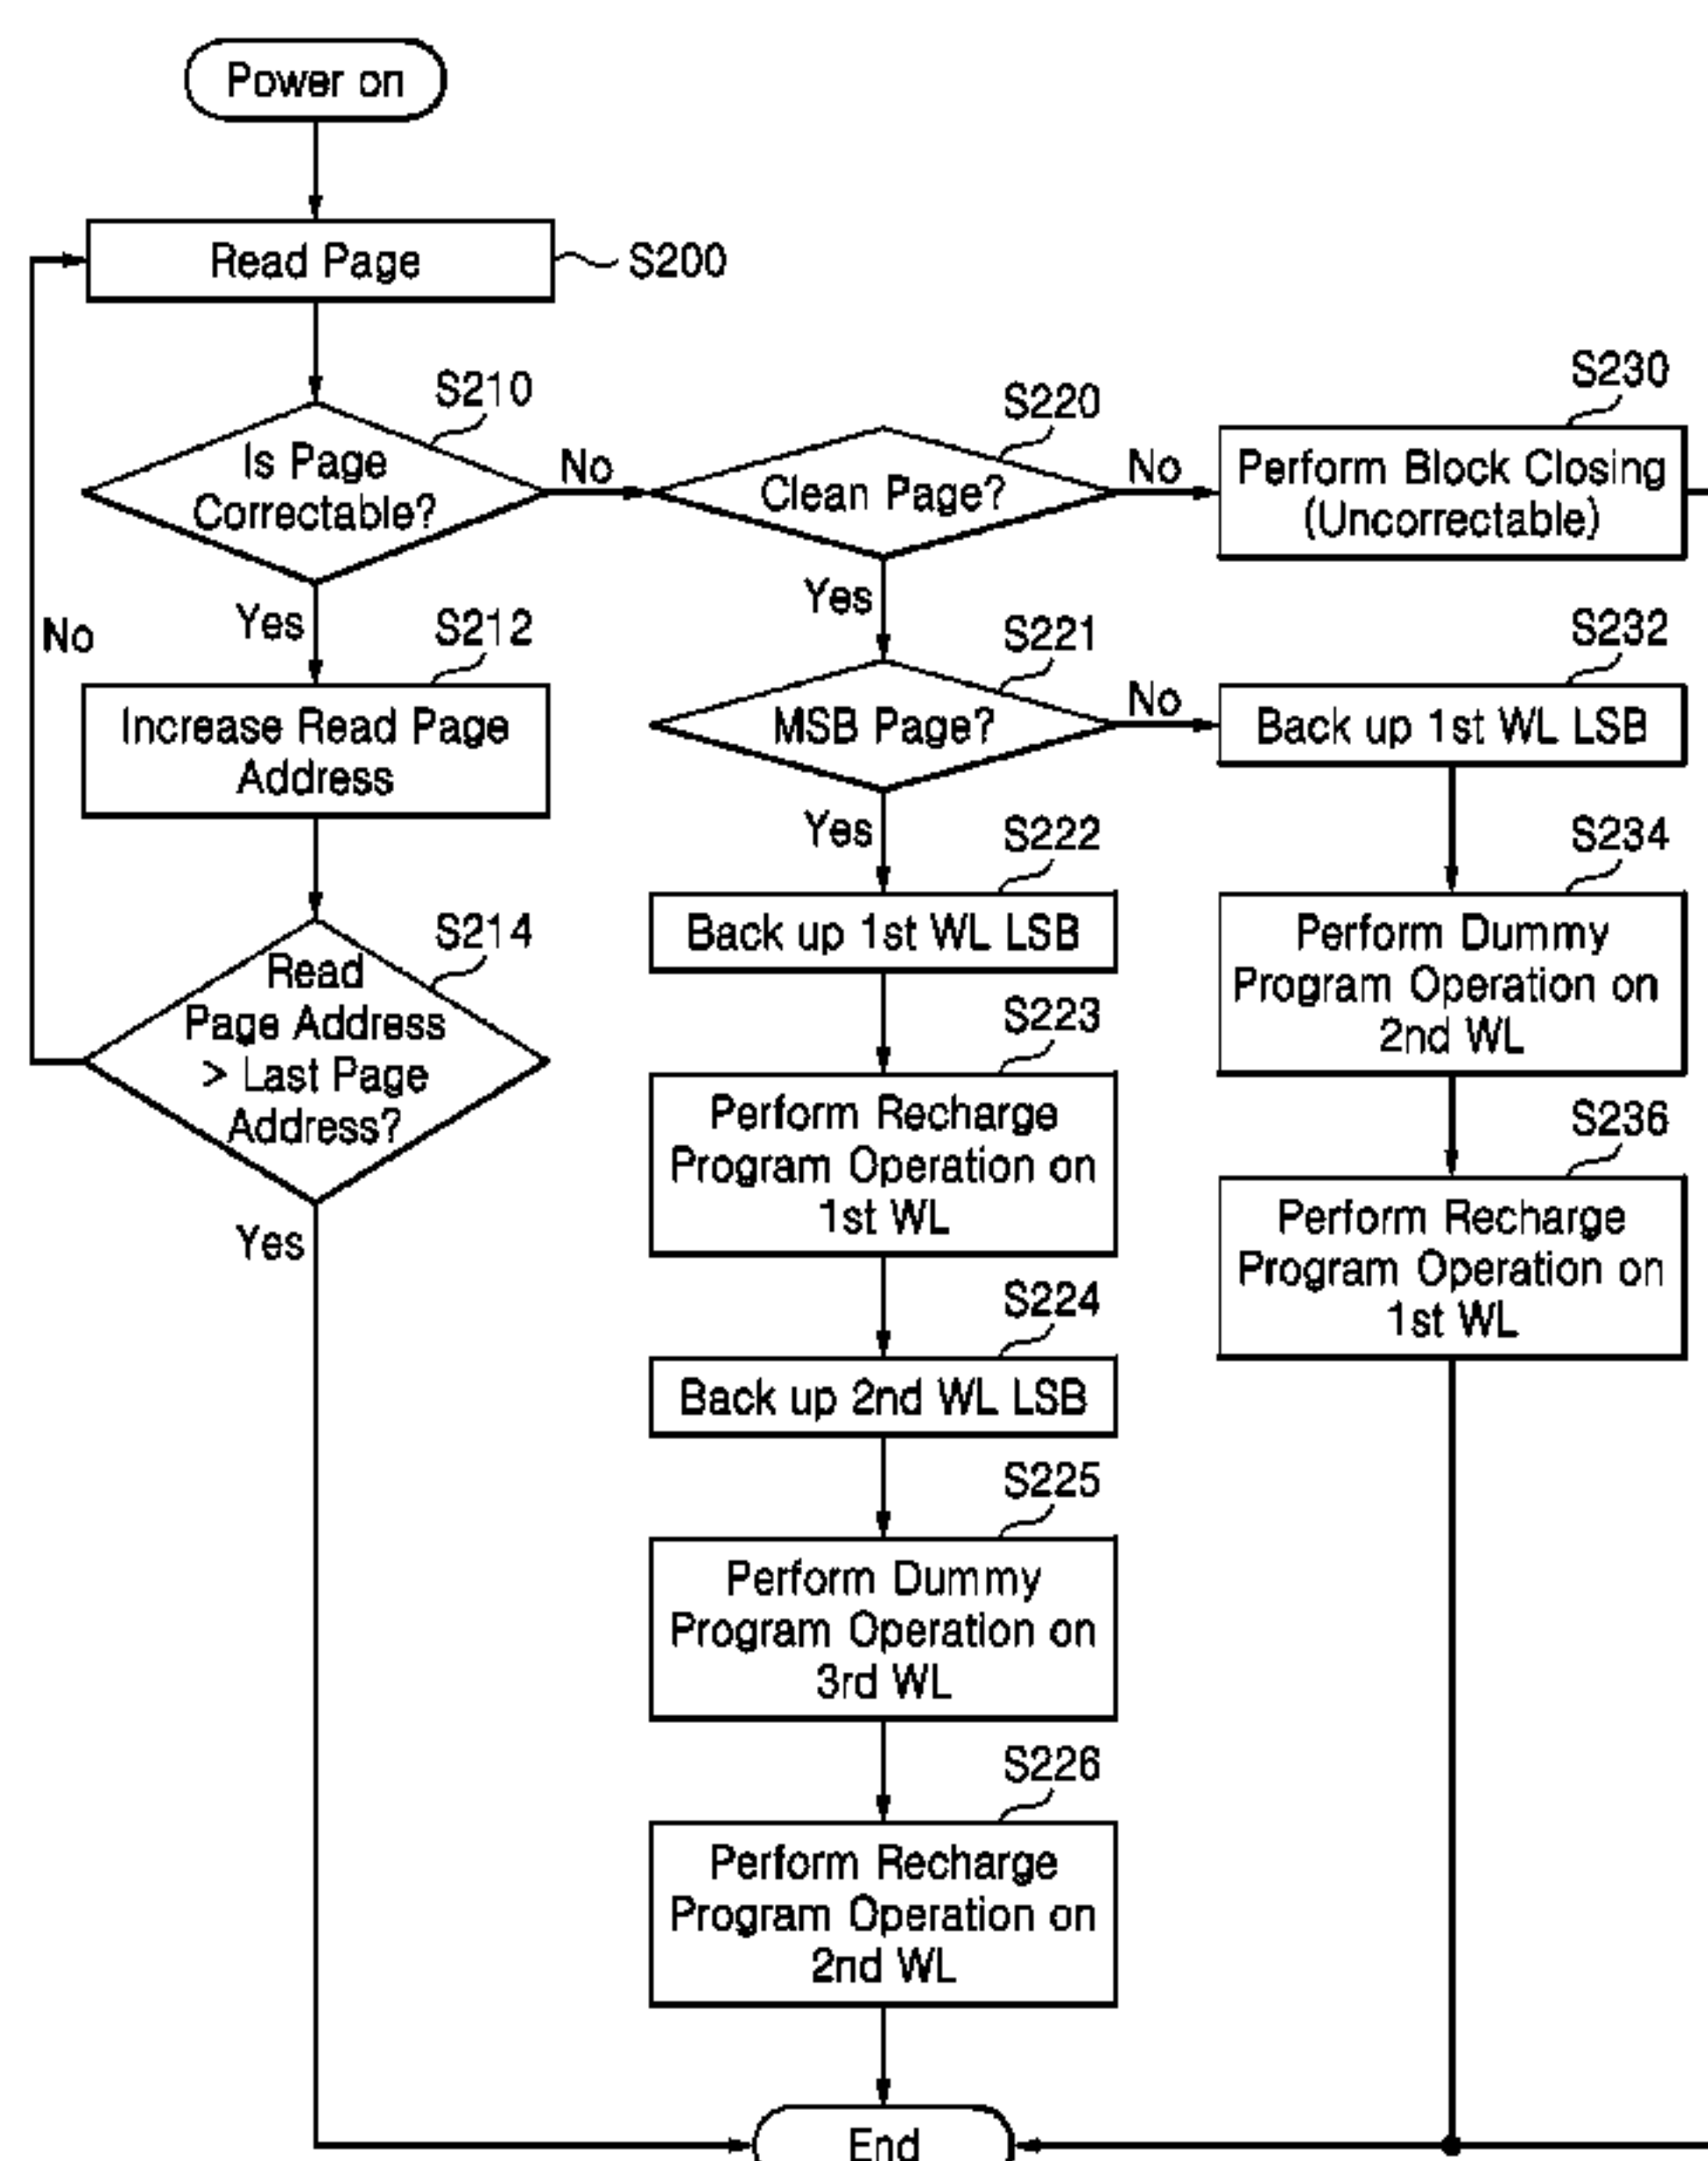 Power on
Read Page
S200
S210
Is Page
Correctable?
No
Yes
S220
Clean Page?
No
Yes
S230
Perform Block Closing
(Uncorrectable)
S212
Increase Read Page
Address
S221
MSB Page?
No
Yes
S232
Back up 1st WL LSB
S214
Read
Page Address
> Last Page
Address?
No
Yes
S222
Back up 1st WL LSB
S234
Perform Dummy
Program Operation on
2nd WL
S223
Perform Recharge
Program Operation on
1st WL
S236
Perform Recharge
Program Operation on
1st WL
S224
Back up 2nd WL LSB
S225
Perform Dummy
Program Operation on
3rd WL
S226
Perform Recharge
Program Operation on
2nd WL
End